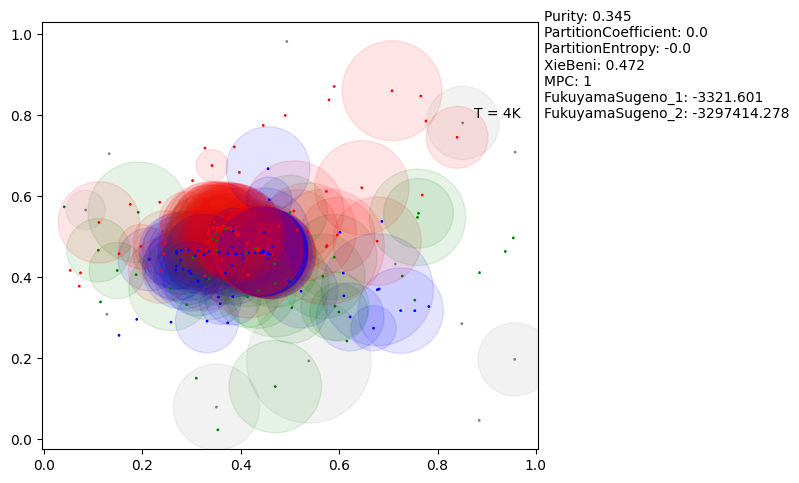 Purity: 0.345
PartitionCoefficient: 0.0
PartitionEntropy: -0.0
XieBeni: 0.472
MPC: 1
FukuyamaSugeno_1: -3321.601
FukuyamaSugeno_2: -3297414.278
T = 4K
1.0
0.8
0.6
0.4
0.2
0.0
0.0 0.2 0.4 0.6 0.8 1.0